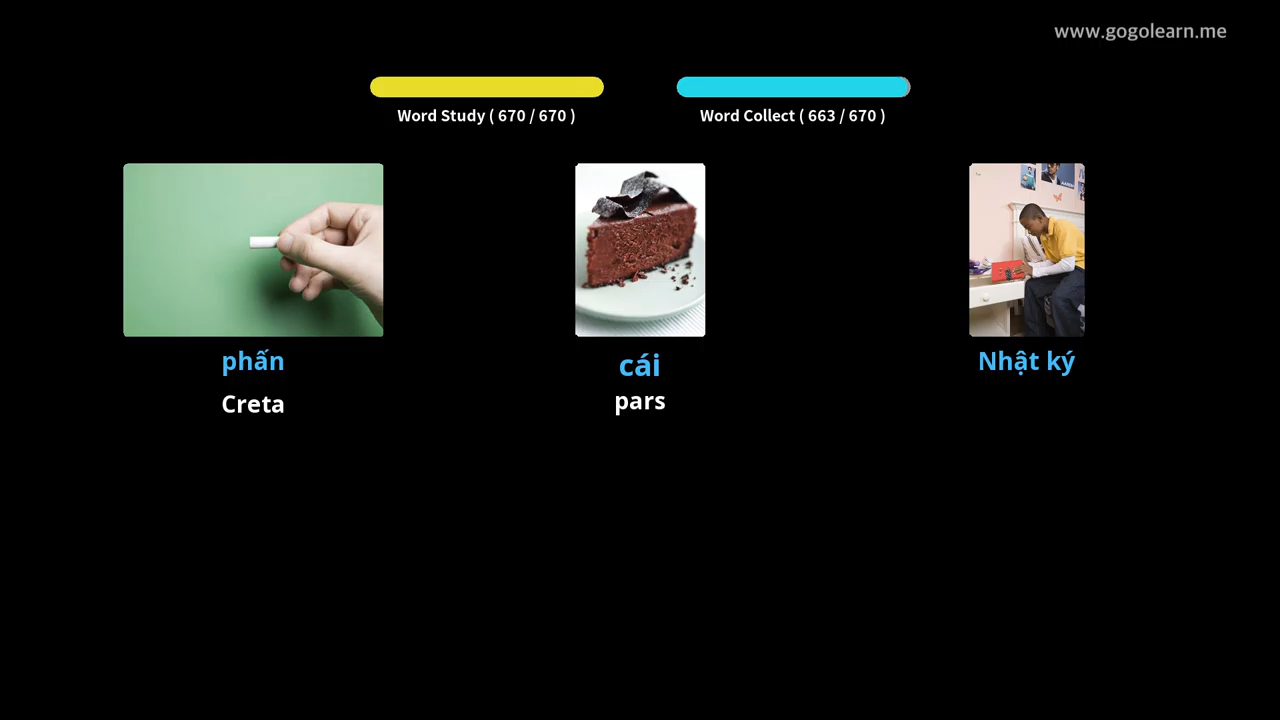 www.gogolearn.me
Word Study ( 670 / 670 )
Word Collect ( 663 / 670 )
phấn
cái
Nhật ký
Creta
pars